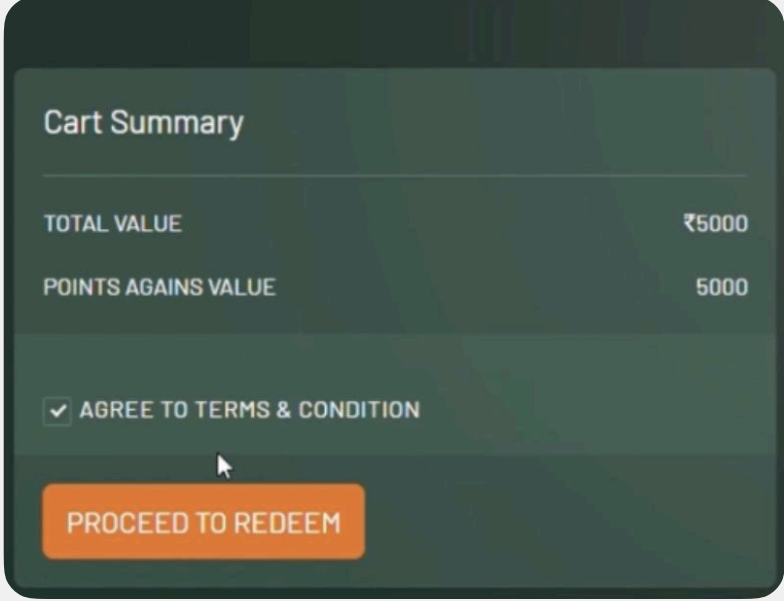 Cart Summary
TOTAL VALUE ₹5000
POINTS AGAINS VALUE 5000
AGREE TO TERMS & CONDITION
PROCEED TO REDEEM